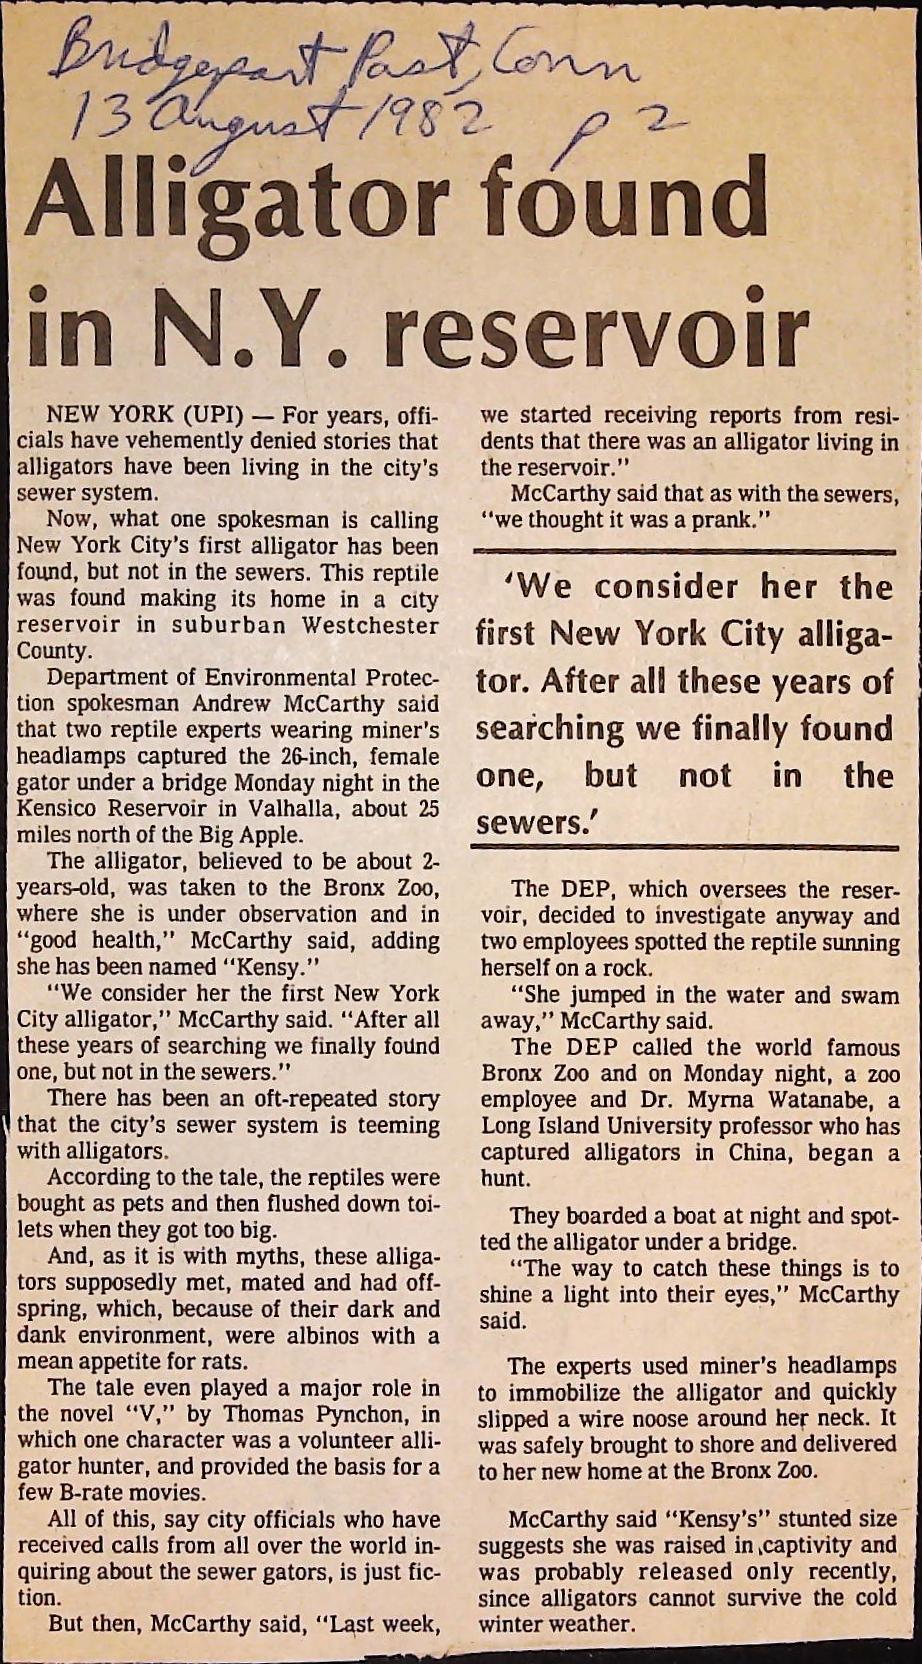 Bridgeport Post, Conn
13 August 1982 p 2
Alligator found
in N.Y. reservoir
NEW YORK (UPI) — For years, offi-
cials have vehemently denied stories that
alligators have been living in the city's
sewer system.
Now, what one spokesman is calling
New York City's first alligator has been
found, but not in the sewers. This reptile
was found making its home in a city
reservoir in suburban Westchester
County.
Department of Environmental Protec-
tion spokesman Andrew McCarthy said
that two reptile experts wearing miner's
headlamps captured the 26-inch, female
gator under a bridge Monday night in the
Kensico Reservoir in Valhalla, about 25
miles north of the Big Apple.
The alligator, believed to be about 2-
years-old, was taken to the Bronx Zoo,
where she is under observation and in
"good health," McCarthy said, adding
she has been named "Kensy."
"We consider her the first New York
City alligator," McCarthy said. "After all
these years of searching we finally found
one, but not in the sewers."
There has been an oft-repeated story
that the city's sewer system is teeming
with alligators.
According to the tale, the reptiles were
bought as pets and then flushed down toi-
lets when they got too big.
And, as it is with myths, these alliga-
tors supposedly met, mated and had off-
spring, which, because of their dark and
dank environment, were albinos with a
mean appetite for rats.
The tale even played a major role in
the novel "V," by Thomas Pynchon, in
which one character was a volunteer alli-
gator hunter, and provided the basis for a
few B-rate movies.
All of this, say city officials who have
received calls from all over the world in-
quiring about the sewer gators, is just fic-
tion.
But then, McCarthy said, "Last week,
we started receiving reports from resi-
dents that there was an alligator living in
the reservoir."
McCarthy said that as with the sewers,
"we thought it was a prank."
'We consider her the
first New York City alliga-
tor. After all these years of
searching we finally found
one, but not in the
sewers.'
The DEP, which oversees the reser-
voir, decided to investigate anyway and
two employees spotted the reptile sunning
herself on a rock.
"She jumped in the water and swam
away," McCarthy said.
The DEP called the world famous
Bronx Zoo and on Monday night, a zoo
employee and Dr. Myrna Watanabe, a
Long Island University professor who has
captured alligators in China, began a
hunt.
They boarded a boat at night and spot-
ted the alligator under a bridge.
"The way to catch these things is to
shine a light into their eyes," McCarthy
said.
The experts used miner's headlamps
to immobilize the alligator and quickly
slipped a wire noose around her neck. It
was safely brought to shore and delivered
to her new home at the Bronx Zoo.
McCarthy said "Kensy's" stunted size
suggests she was raised in captivity and
was probably released only recently,
since alligators cannot survive the cold
winter weather.